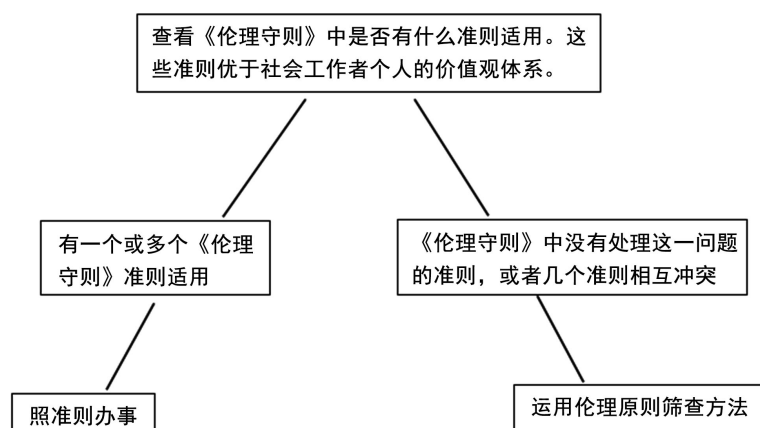 查看《伦理守则》中是否有什么准则适用。这
些准则优于社会工作者个人的价值观体系。
有一个或多个《伦理
守则》准则适用
《伦理守则》中没有处理这一问题
的准则，或者几个准则相互冲突
照准则办事
运用伦理原则筛查方法